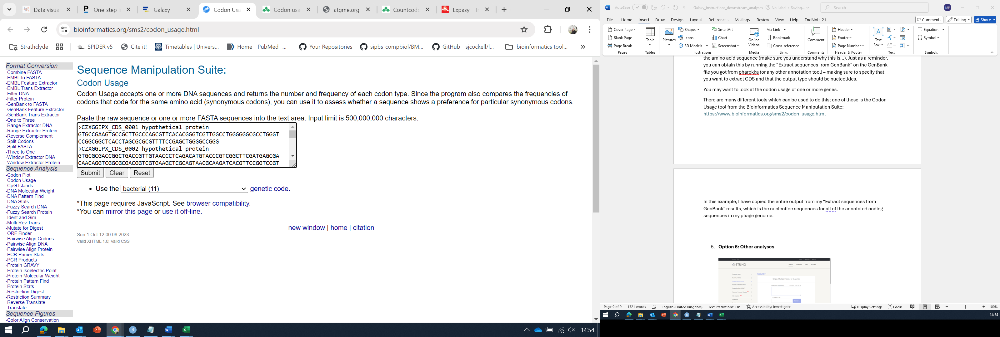 Data visual
One-step i
Galaxy
Codon Usa
Codon usa
atgme.org
Countcodo
Expasy - Tr
bioinformatics.org/sms2/codon_usage.html
Strathclyde
SPIDER v5
Cite it!
Timetables | Univers...
Home - PubMed -...
Your Repositories
sipbs-compbiol/BM...
GitHub - sjcockell/l...
bioinformatics tool...
»
Format Conversion
-Combine FASTA
-EMBL to FASTA
-EMBL Feature Extractor
-EMBL Trans Extractor
-Filter DNA
-Filter Protein
-GenBank to FASTA
-GenBank Feature Extractor
-GenBank Trans Extractor
-One to Three
-Range Extractor DNA
-Range Extractor Protein
-Reverse Complement
-Split Codons
-Split FASTA
-Three to One
-Window Extractor DNA
-Window Extractor Protein
Sequence Analysis
-Codon Plot
-Codon Usage
-CpG Islands
-DNA Molecular Weight
-DNA Pattern Find
-DNA Stats
-Fuzzy Search DNA
-Fuzzy Search Protein
-Ident and Sim
-Multi Rev Trans
-Mutate for Digest
-ORF Finder
-Pairwise Align Codons
-Pairwise Align DNA
-Pairwise Align Protein
-PCR Primer Stats
-PCR Products
-Protein GRAVY
-Protein Isoelectric Point
-Protein Molecular Weight
-Protein Pattern Find
-Protein Stats
-Restriction Digest
-Restriction Summary
-Reverse Translate
-Translate
Sequence Figures
-Color Align Conservation
Sequence Manipulation Suite:
Codon Usage
Codon Usage accepts one or more DNA sequences and returns the number and frequency of each codon type. Since the program also compares the frequencies of
codons that code for the same amino acid (synonymous codons), you can use it to assess whether a sequence shows a preference for particular synonymous codons.
Paste the raw sequence or one or more FASTA sequences into the text area. Input limit is 500,000,000 characters.
>CZXGGIPX_CDS_0001 hypothetical protein
GTGCCGAAGTGCCGCTTGCCCAGCGTTCACACGGGTCGTTGGCCTGGGGGGCGCCTGGGT
CCGGCGGCTCACCTAGCGCGCGTTTTCCGAGCTGGGGCCGGG
>CZXGGIPX_CDS_0002 hypothetical protein
GTGCGCGACCGGCTGACCGTTGTAACCCTCAGACATGTACCCGTCGGCTTCGATGAGCGA
CAACAGGTCGGCGCGACGGTCGTGAAGCTCGCAGTAACGCAAGATCACGTTCCGGTCCGT
Submit Clear Reset
• Use the bacterial (11) genetic code.
*This page requires JavaScript. See browser compatibility.
*You can mirror this page or use it off-line.
new window | home | citation
Sun 1 Oct 12:00:06 2023
Valid XHTML 1.0; Valid CSS
14:54
AutoSave
Galaxy_instructions_downstream_analyses
No Label • Saving...
Search
MF
File Home Insert Draw Design Layout References Mailings Review View Help EndNote 21
Comments Editing Share
Cover Page
Blank Page
Page Break
Pages
Table
Tables
Pictures
Shapes
Icons
3D Models
SmartArt
Chart
Screenshot
Illustrations
Online
Videos
Media
Link
Bookmark
Cross-reference
Links
Comment
Comments
Header
Footer
Page Number
Header & Footer
Text
Box
Text
Equation
Symbol
Symbols
the amino acid sequence (make sure you understand why this is...). Just as a reminder,
you can obtain this by running the “Extract sequences from GenBank” on the GenBank
file you got from pharokka (or any other annotation tool) – making sure to specify that
you want to extract CDS and that the output type should be nucleotides.
You may want to look at the codon usage of one or more genes.
There are many different tools which can be used to do this; one of these is the Codon
Usage tool from the Bioinformatics Sequence Manipulation Suite:
https://www.bioinformatics.org/sms2/codon_usage.html
In this example, I have copied the entire output from my “Extract sequences from
GenBank” results, which is the nucleotide sequences for all of the annotated coding
sequences in my phage genome.
5. Option 6: Other analyses
STRING
SEARCH
Single / Multiple Proteins by Sequence
Page 9 of 9 1321 words English (United Kingdom) Text Predictions: On Accessibility: Investigate
Display Settings Focus 100%
14:54